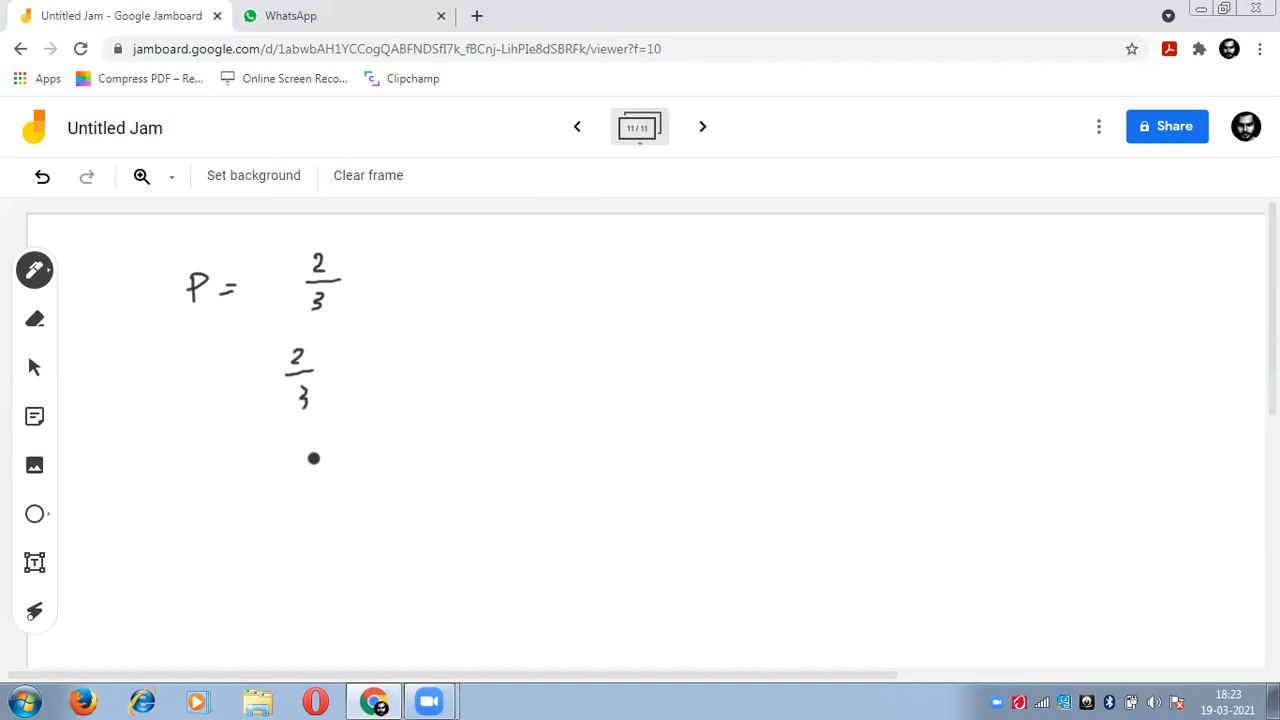 Untitled Jam - Google Jamboard
WhatsApp
jamboard.google.com/d/1abwbAH1YCCogQABFNDSfI7k_fBCnj-LihPIe8dSBRFk/viewer?f=10
Apps Compress PDF – Re... Online Screen Reco... Clipchamp
Untitled Jam
11 / 11
Share
Set background Clear frame
P = 2/3
2/3
18:23
19-03-2021